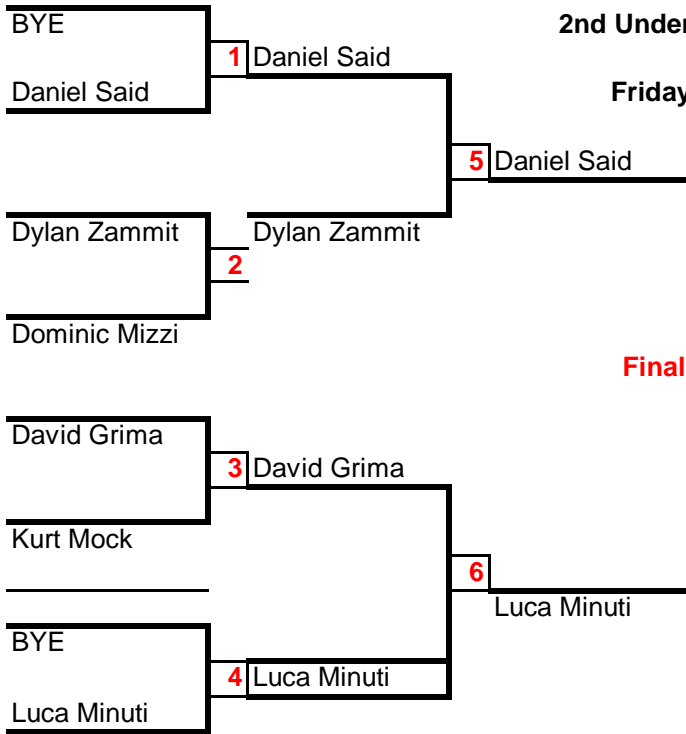 BYE
2nd Under
1 Daniel Said
Daniel Said
Friday
5 Daniel Said
Dylan Zammit
Dylan Zammit
2
Dominic Mizzi
Final
David Grima
3 David Grima
Kurt Mock
6
Luca Minuti
BYE
4 Luca Minuti
Luca Minuti